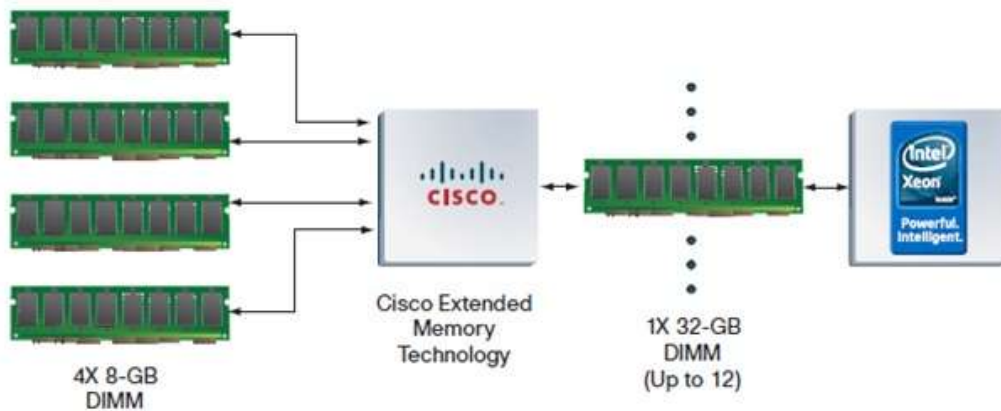 4X 8-GB
DIMM
CISCO
Cisco Extended
Memory
Technology
1X 32-GB
DIMM
(Up to 12)
Intel
Xeon
inside
Powerful.
Intelligent.